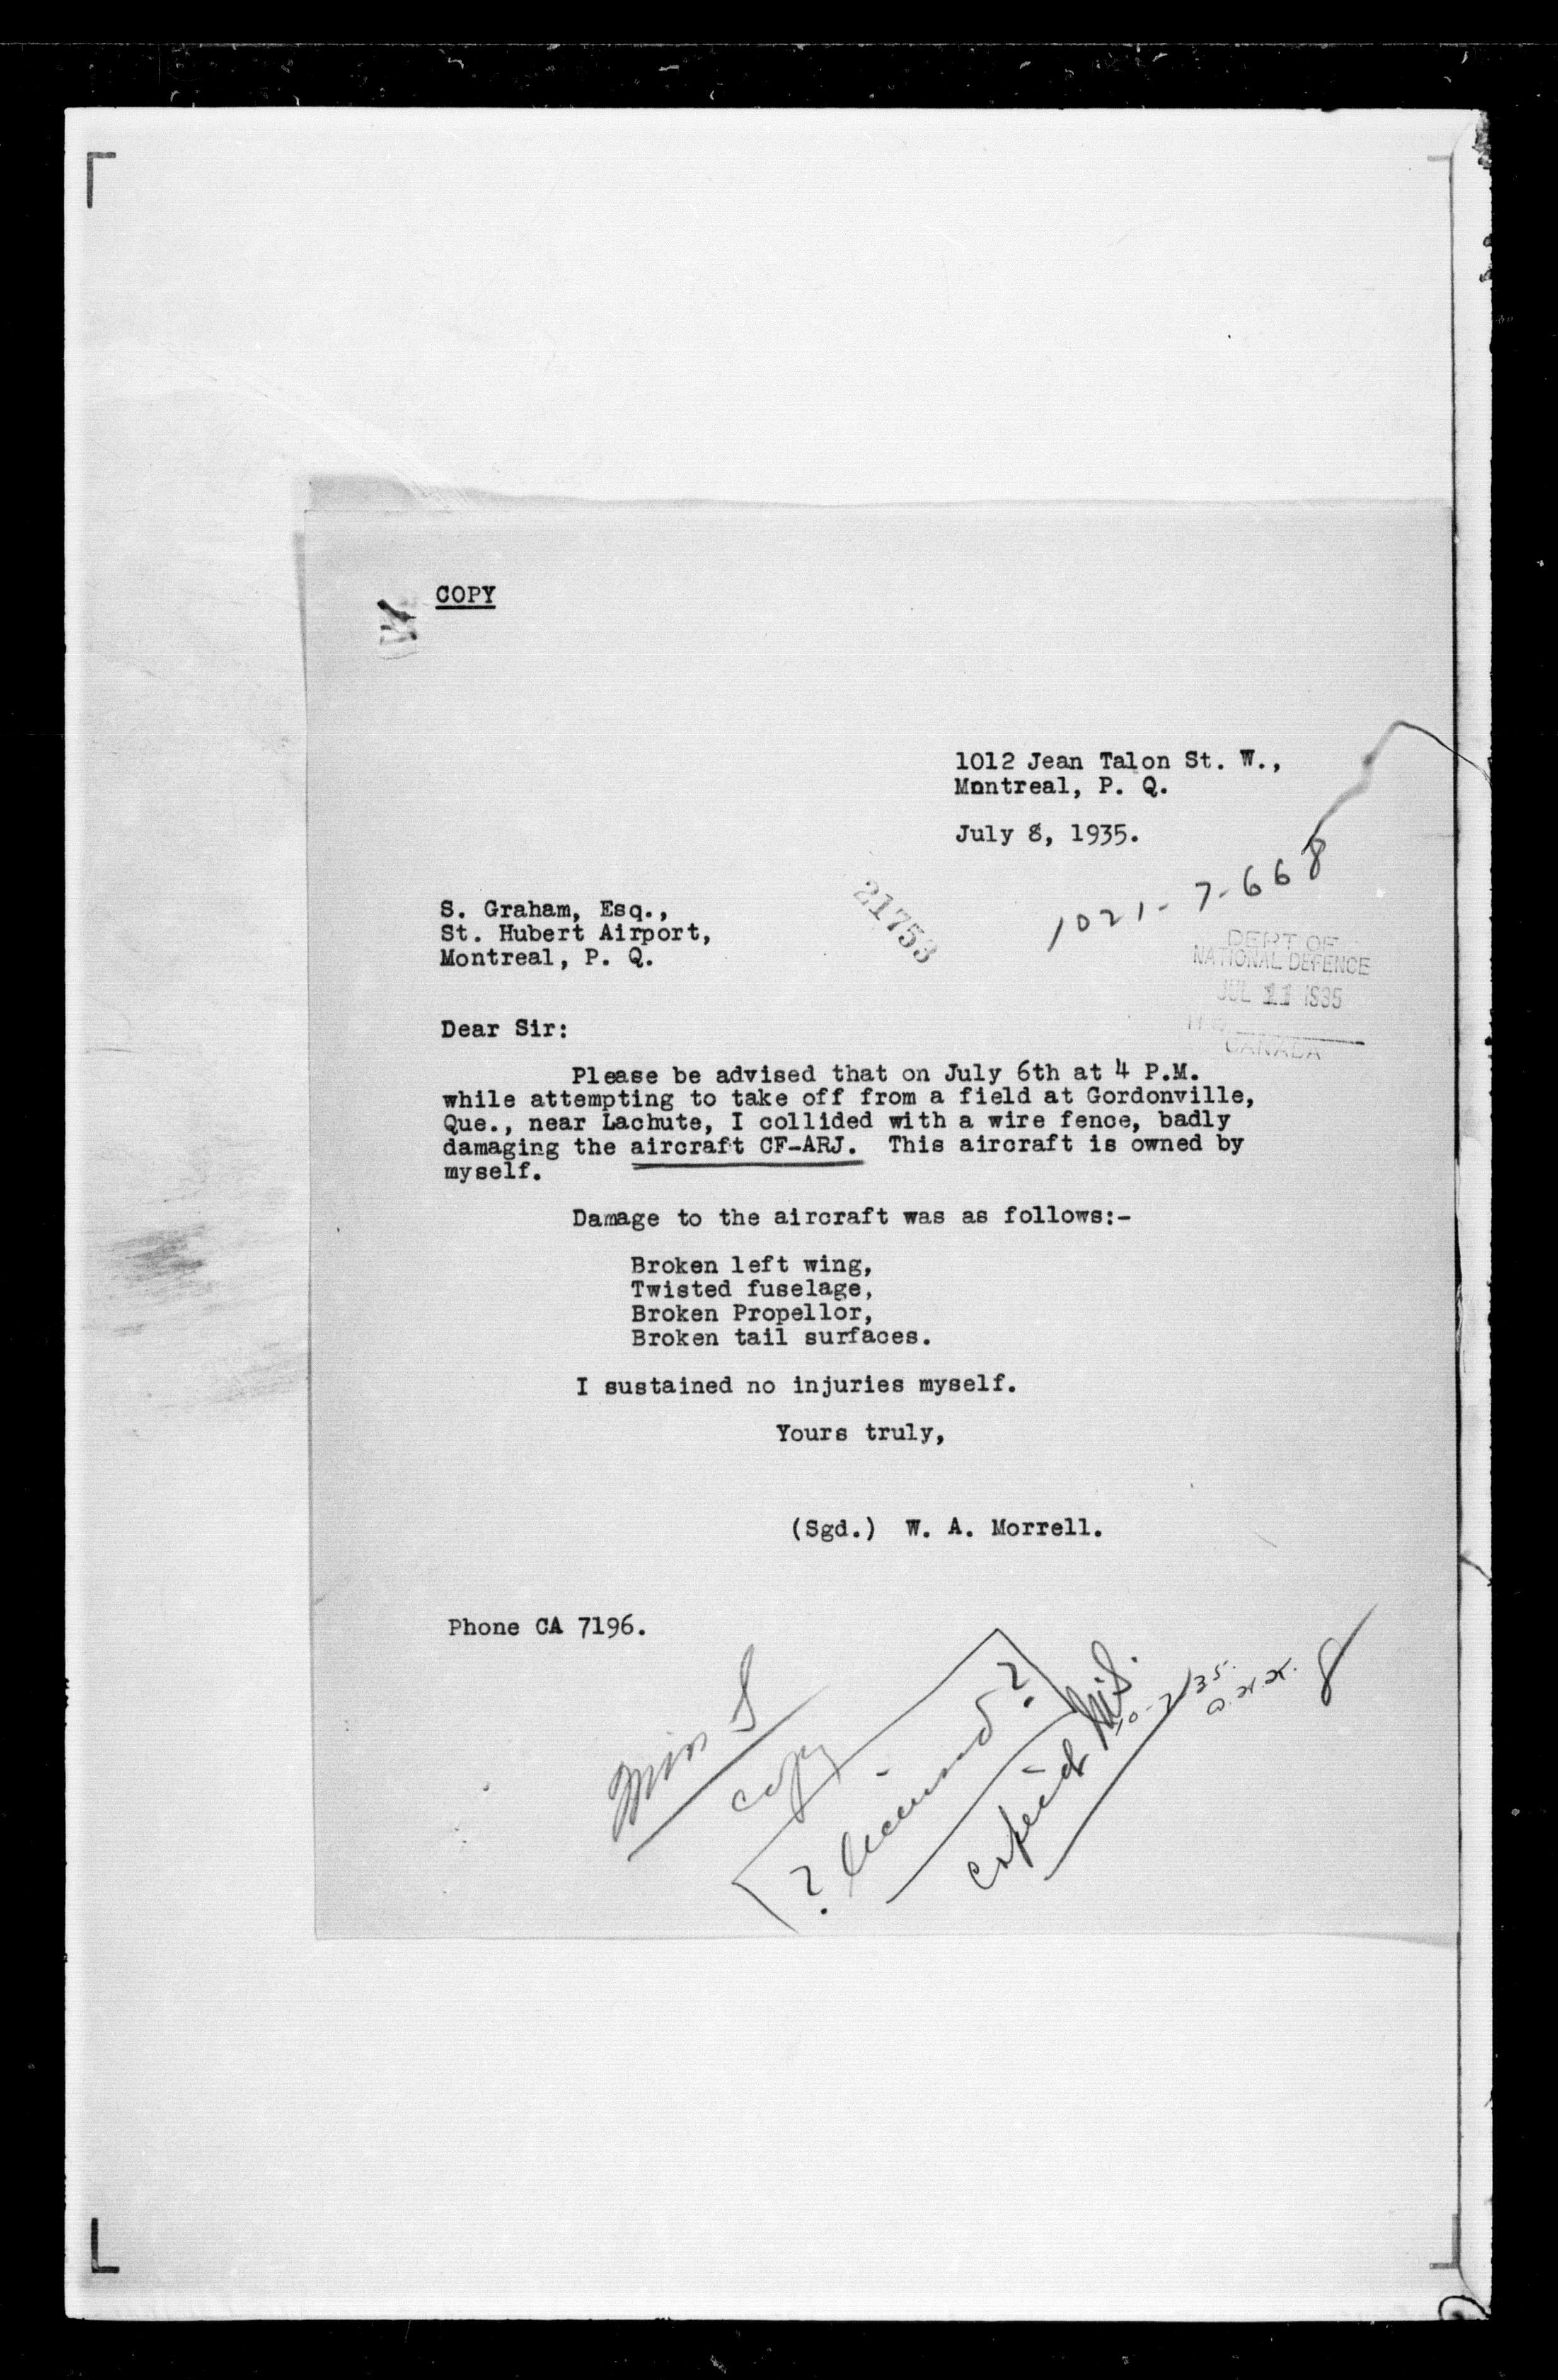 COPY
1012 Jean Talon St. W.,
Montreal, P. Q.
July 8, 1935.
1021-7-668
21753
S. Graham, Esq.,
St. Hubert Airport,
Montreal, P. Q.
DEPT OF
NATIONAL DEFENCE
JUL 11 1935
CANADA
Dear Sir:
Please be advised that on July 6th at 4 P.M.
while attempting to take off from a field at Gordonville,
Que., near Lachute, I collided with a wire fence, badly
damaging the aircraft CF-ARJ. This aircraft is owned by
myself.
Damage to the aircraft was as follows:-
Broken left wing,
Twisted fuselage,
Broken Propellor,
Broken tail surfaces.
I sustained no injuries myself.
Yours truly,
(Sgd.) W. A. Morrell.
Phone CA 7196.
Miss S
copy
? licensed ?
copied